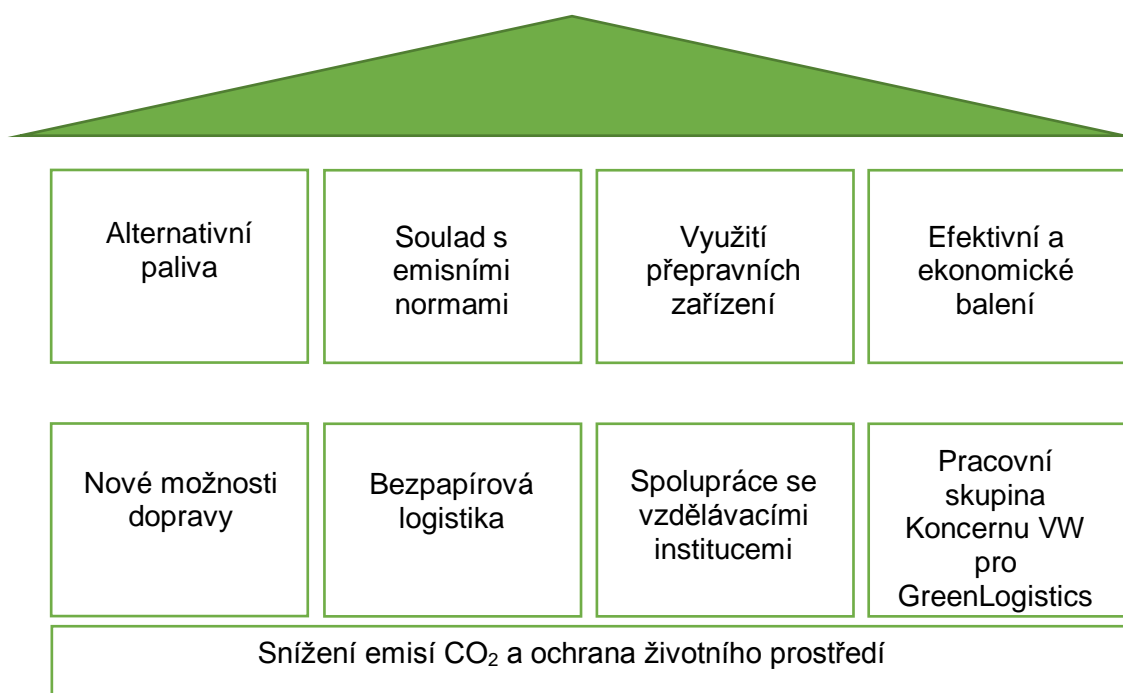 Alternativní
paliva
Soulad s
emisními
normami
Využití
přepravních
zařízení
Efektivní a
ekonomické
balení
Nové možnosti
dopravy
Bezpapírová
logistika
Spolupráce se
vzdělávacími
institucemi
Pracovní
skupina
Koncernu VW
pro
GreenLogistics
Snížení emisí CO₂ a ochrana životního prostředí